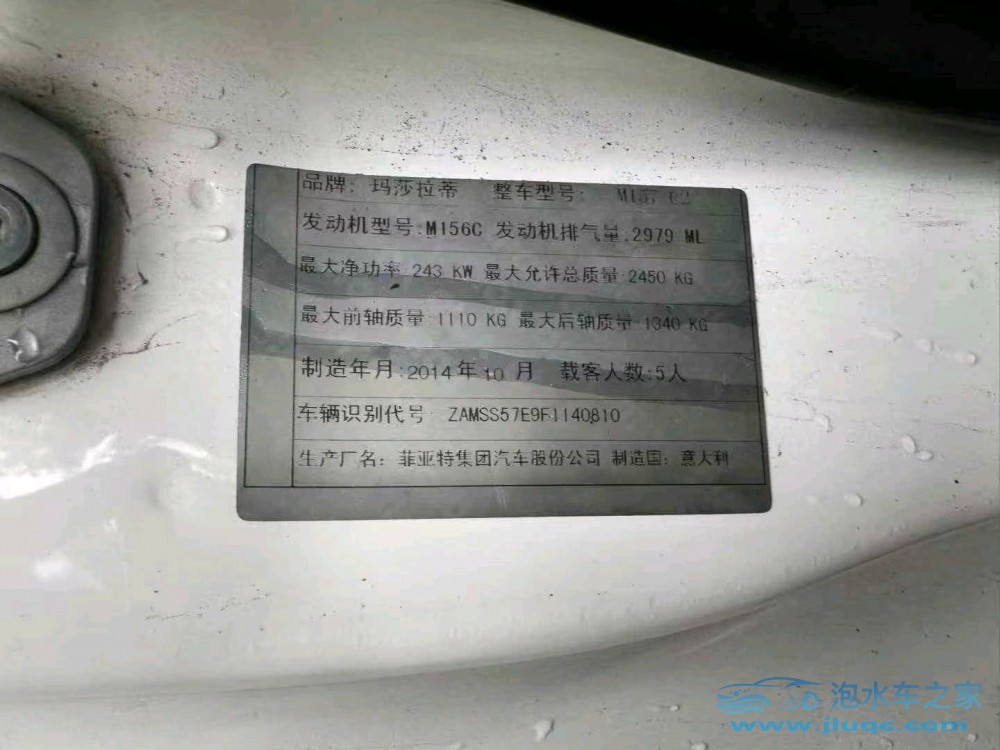 品牌: 玛莎拉蒂 整车型号: M157
发动机型号:M156C 发动机排气量:2979 ML
最大净功率:243 KW 最大允许总质量:2450 KG
最大前轴质量:1110 KG 最大后轴质量:1340 KG
制造年月:2014年10月 载客人数:5人
车辆识别代号 ZAMSS57E9F1140810
生产厂名: 菲亚特集团汽车股份公司 制造国: 意大利
泡水车之家
www.jluqc.com